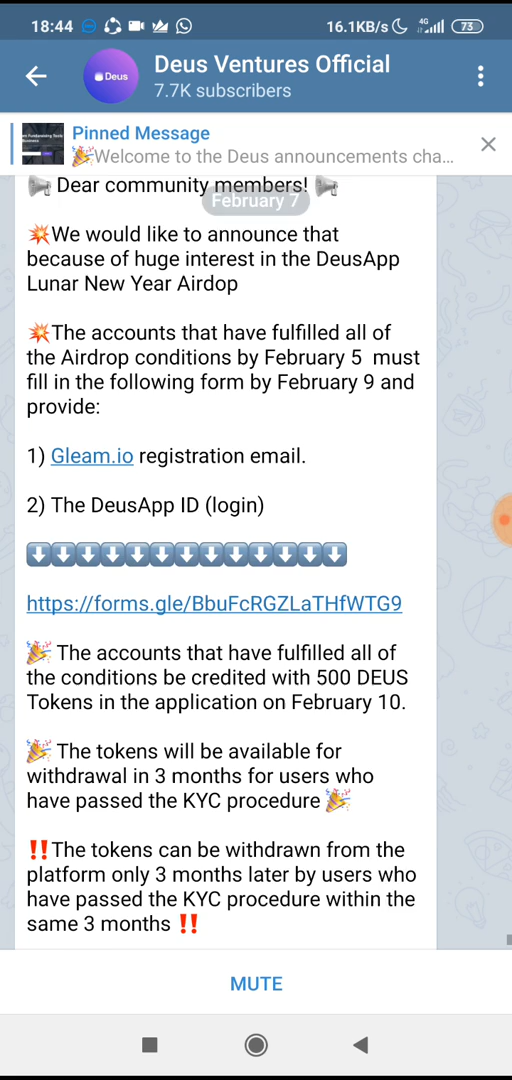 18:44
16.1KB/s
4G
73
Deus
Deus Ventures Official
7.7K subscribers
Pinned Message
🎉Welcome to the Deus announcements cha...
📢 Dear community members! 📢
February 7
💥We would like to announce that
because of huge interest in the DeusApp
Lunar New Year Airdop
💥The accounts that have fulfilled all of
the Airdrop conditions by February 5 must
fill in the following form by February 9 and
provide:
1) Gleam.io registration email.
2) The DeusApp ID (login)
⬇⬇⬇⬇⬇⬇⬇⬇⬇⬇⬇⬇⬇
https://forms.gle/BbuFcRGZLaTHfWTG9
🎉 The accounts that have fulfilled all of
the conditions be credited with 500 DEUS
Tokens in the application on February 10.
🎉 The tokens will be available for
withdrawal in 3 months for users who
have passed the KYC procedure 🎉
‼The tokens can be withdrawn from the
platform only 3 months later by users who
have passed the KYC procedure within the
same 3 months ‼
MUTE